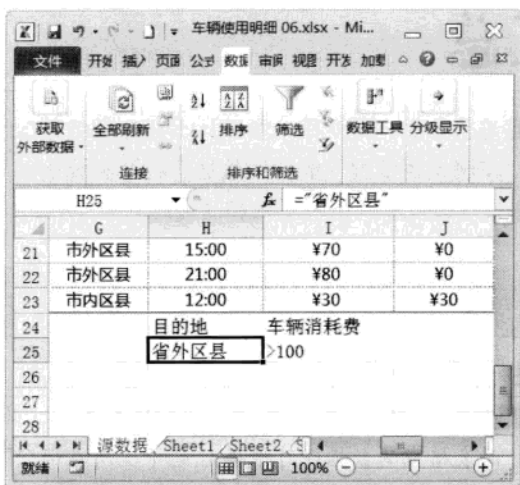 车辆使用明细 06.xlsx - Mi...
文件 开始 插入 页面 公式 数据 审阅 视图 开发 加载
获取外部数据
全部刷新
排序
筛选
数据工具
分级显示
连接
排序和筛选
H25 fx ="省外区县"
G H I J
21 市外区县 15:00 ¥70 ¥0
22 市外区县 21:00 ¥80 ¥0
23 市内区县 12:00 ¥30 ¥30
24 目的地 车辆消耗费
25 省外区县 >100
26
27
28
源数据 Sheet1 Sheet2
就绪 100%